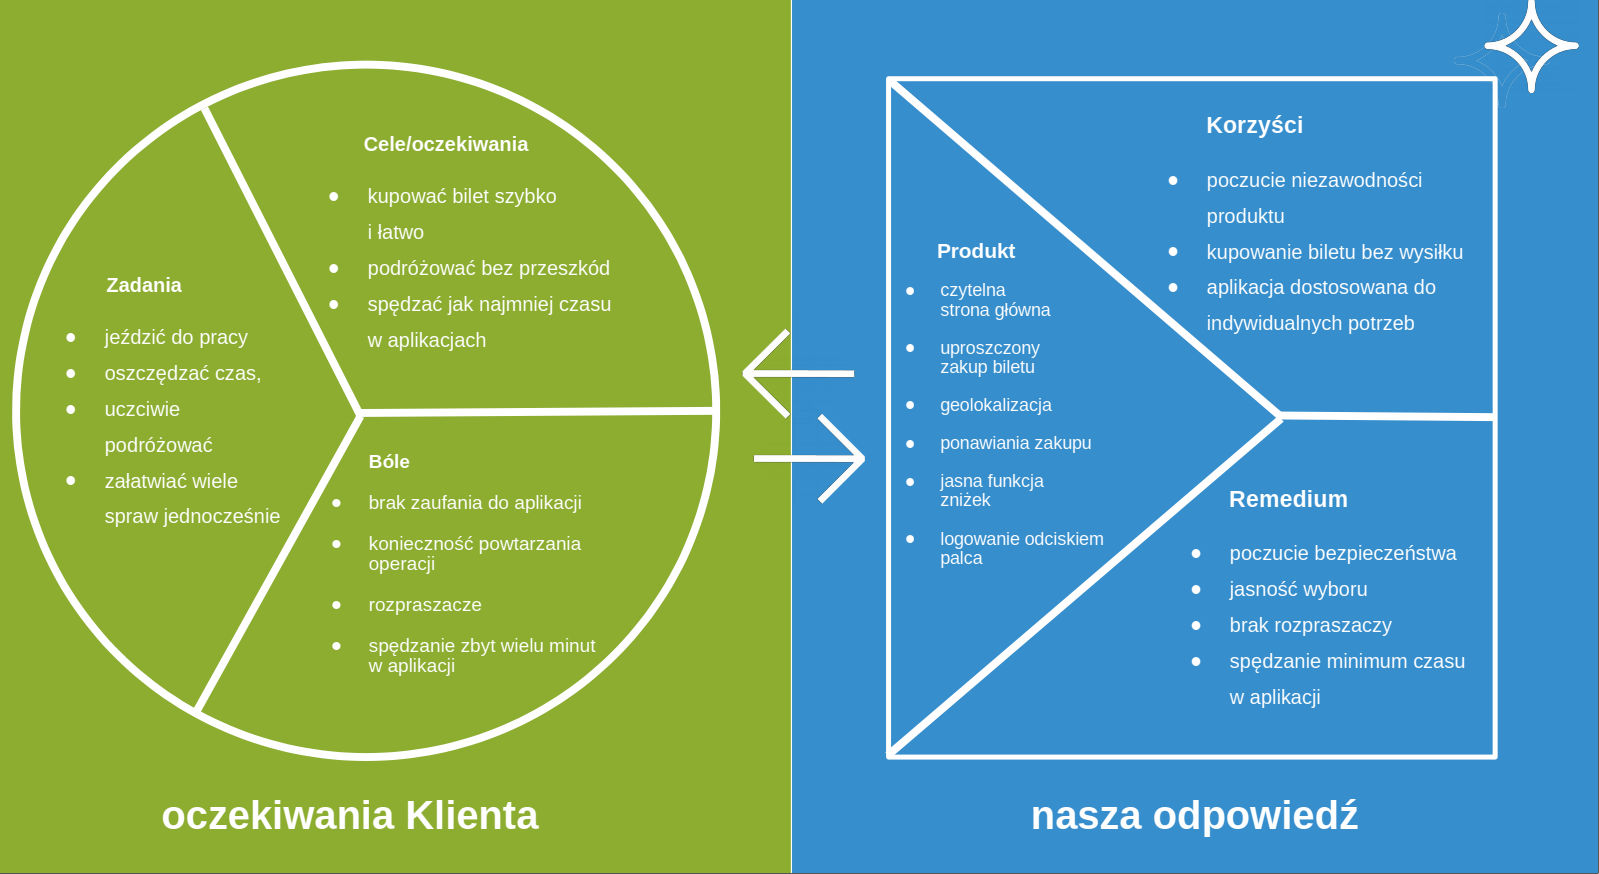 Zadania
● jeździć do pracy
● oszczędzać czas,
● uczciwie
podróżować
● załatwiać wiele
spraw jednocześnie
Cele/oczekiwania
● kupować bilet szybko
i łatwo
● podróżować bez przeszkód
● spędzać jak najmniej czasu
w aplikacjach
Bóle
● brak zaufania do aplikacji
● konieczność powtarzania
operacji
● rozpraszacze
● spędzanie zbyt wielu minut
w aplikacji
oczekiwania Klienta
Produkt
● czytelna
strona główna
● uproszczony
zakup biletu
● geolokalizacja
● ponawiania zakupu
● jasna funkcja
zniżek
● logowanie odciskiem
palca
Korzyści
● poczucie niezawodności
produktu
● kupowanie biletu bez wysiłku
● aplikacja dostosowana do
indywidualnych potrzeb
Remedium
● poczucie bezpieczeństwa
● jasność wyboru
● brak rozpraszaczy
● spędzanie minimum czasu
w aplikacji
nasza odpowiedź